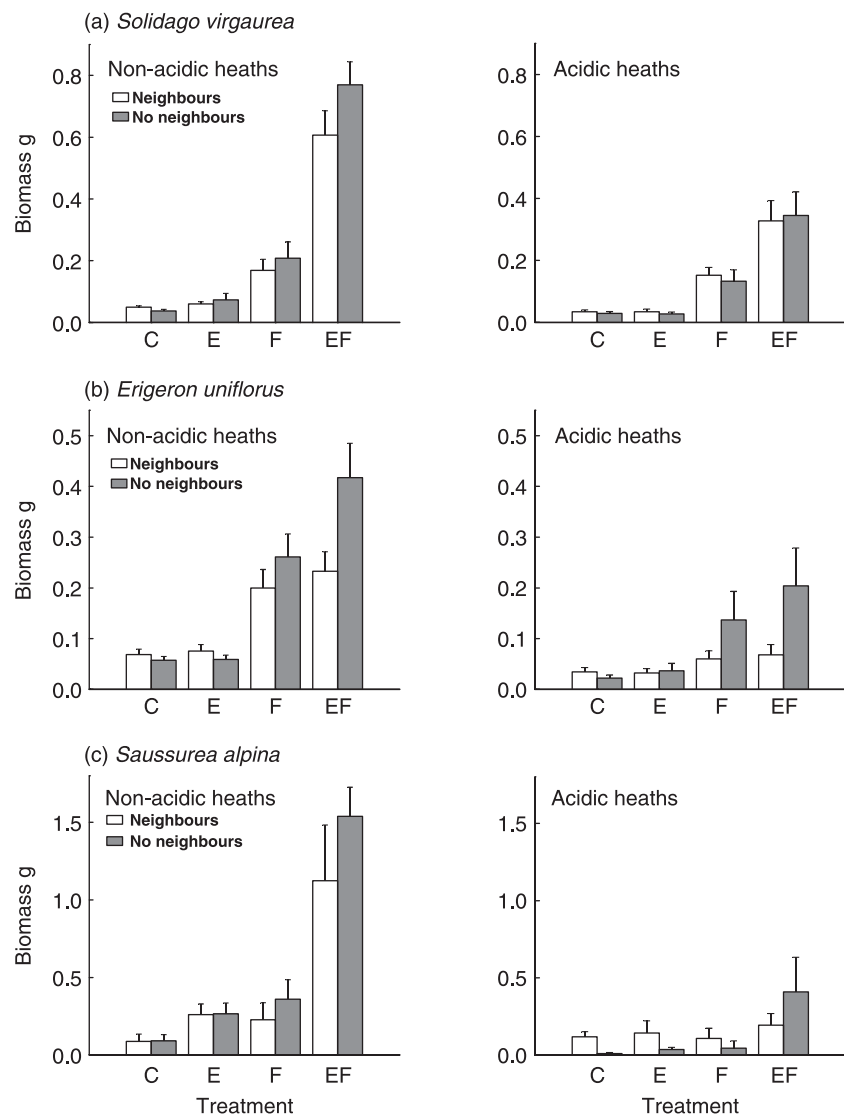 (a) Solidago virgaurea
Non-acidic heaths
Neighbours
No neighbours
Acidic heaths
Biomass g
0.8
0.6
0.4
0.2
0.0
C E F EF
0.8
0.6
0.4
0.2
0.0
C E F EF
(b) Erigeron uniflorus
Non-acidic heaths
Neighbours
No neighbours
Acidic heaths
Biomass g
0.5
0.4
0.3
0.2
0.1
0.0
C E F EF
0.5
0.4
0.3
0.2
0.1
0.0
C E F EF
(c) Saussurea alpina
Non-acidic heaths
Neighbours
No neighbours
Acidic heaths
Biomass g
1.5
1.0
0.5
0.0
C E F EF
Treatment
1.5
1.0
0.5
0.0
C E F EF
Treatment